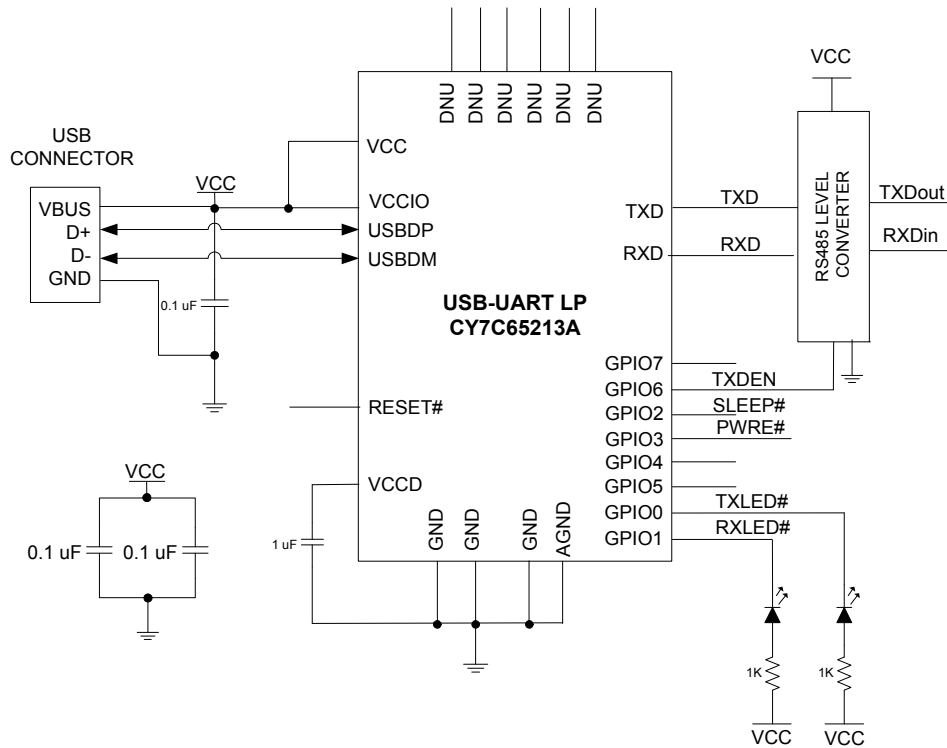 DNU
DNU
DNU
DNU
DNU
DNU
VCC
USB
CONNECTOR
VCC
VCC
VBUS
VCCIO
D+
USBDP
D-
USBDM
GND
0.1 uF
TXD
TXD
RXD
RXD
RS485 LEVEL
CONVERTER
TXDout
RXDin
USB-UART LP
CY7C65213A
GPIO7
GPIO6
TXDEN
GPIO2
SLEEP#
GPIO3
PWRE#
GPIO4
GPIO5
GPIO0
TXLED#
GPIO1
RXLED#
RESET#
VCCD
1 uF
GND
GND
GND
AGND
VCC
0.1 uF
0.1 uF
1K
1K
VCC
VCC